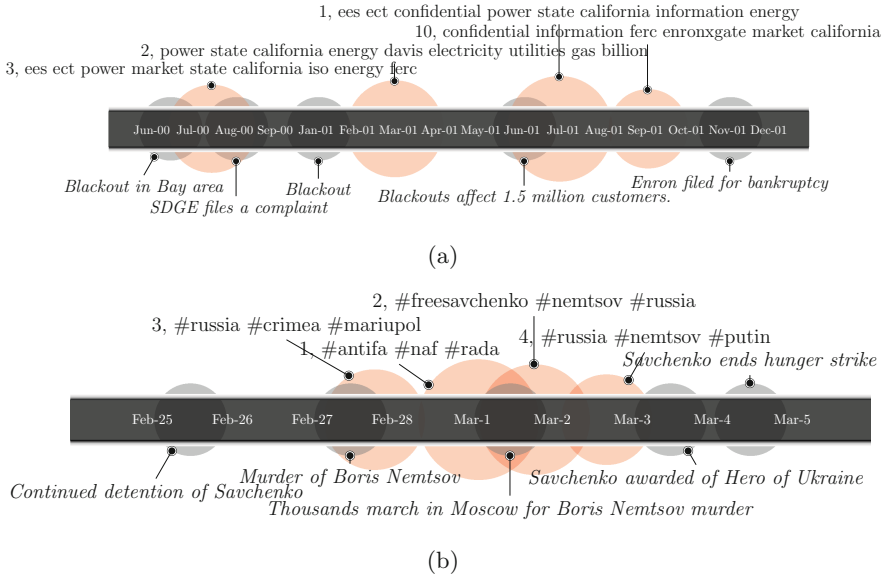 1, ees ect confidential power state california information energy
10, confidential information ferc enronxgate market california
2, power state california energy davis electricity utilities gas billion
3, ees ect power market state california iso energy ferc
Jun-00 Jul-00 Aug-00 Sep-00 Jan-01 Feb-01 Mar-01 Apr-01 May-01 Jun-01 Jul-01 Aug-01 Sep-01 Oct-01 Nov-01 Dec-01
Blackout in Bay area
SDGE files a complaint
Blackout
Blackouts affect 1.5 million customers.
Enron filed for bankruptcy
(a)
2, #freesavchenko #nemtsov #russia
3, #russia #crimea #mariupol
4, #russia #nemtsov #putin
1, #antifa #naf #rada
Savchenko ends hunger strike
Feb-25 Feb-26 Feb-27 Feb-28 Mar-1 Mar-2 Mar-3 Mar-4 Mar-5
Murder of Boris Nemtsov
Savchenko awarded of Hero of Ukraine
Continued detention of Savchenko
Thousands march in Moscow for Boris Nemtsov murder
(b)